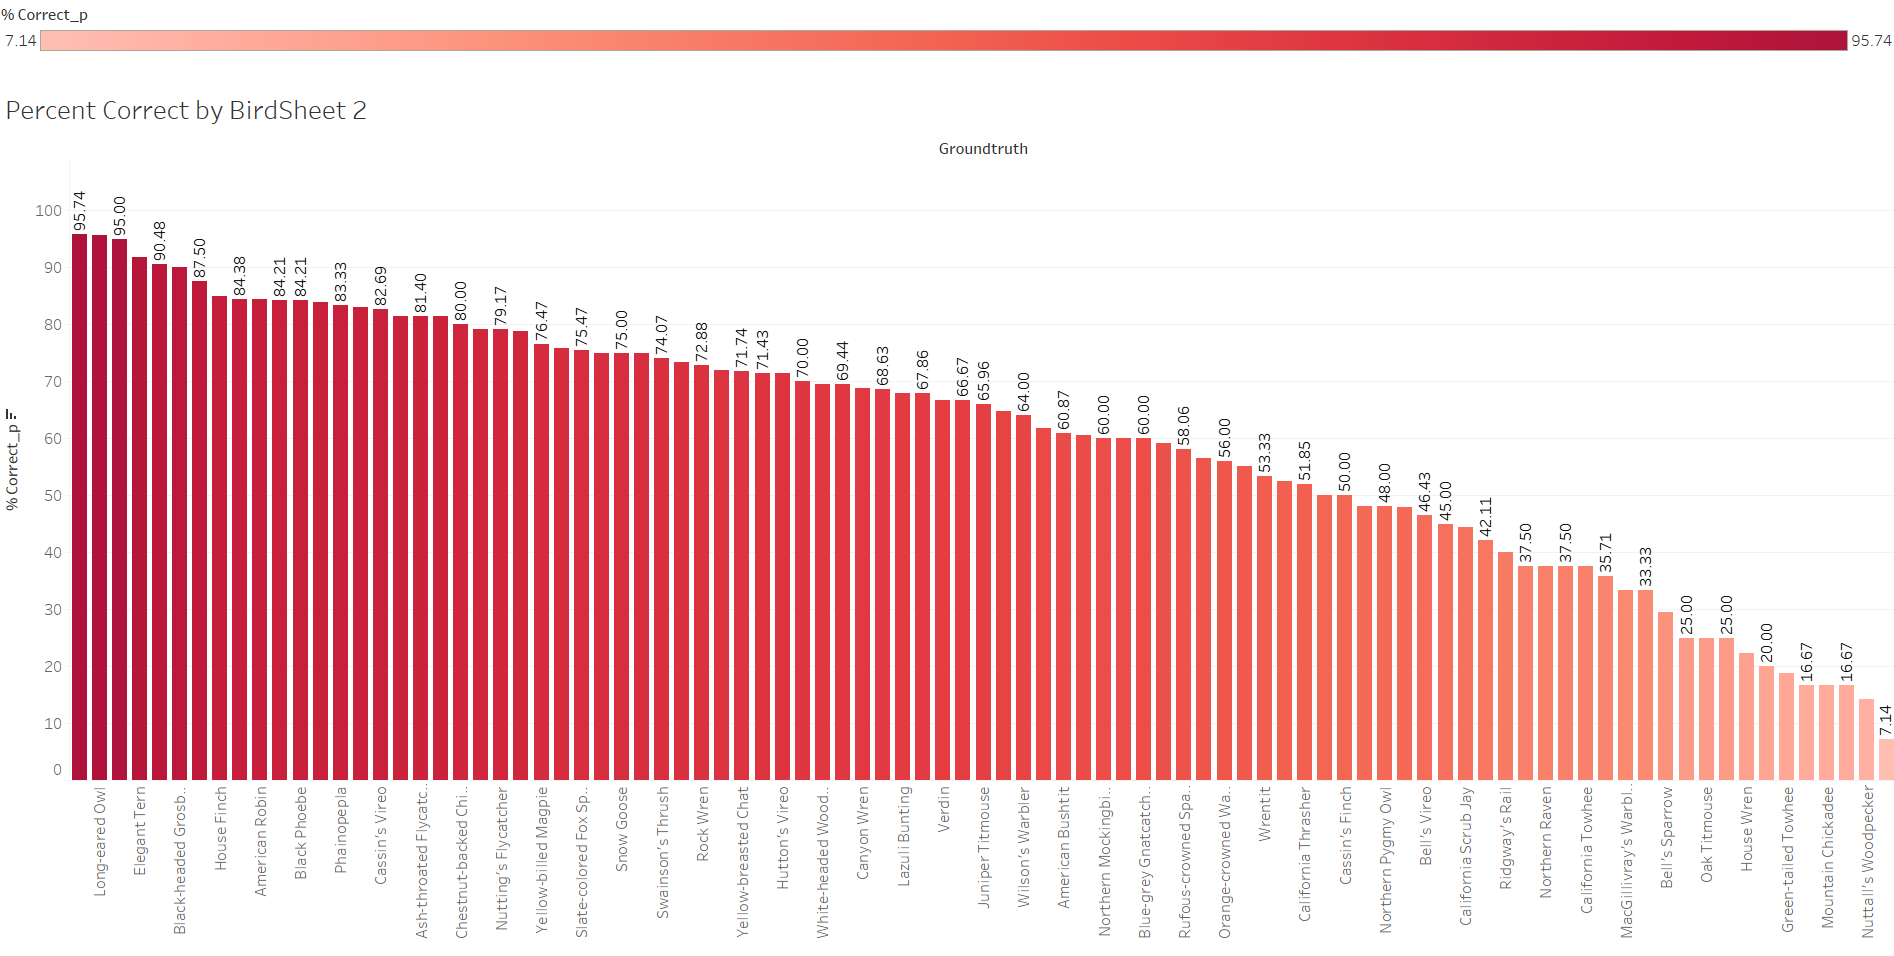 % Correct_p
7.14
95.74
Percent Correct by BirdSheet 2
Groundtruth
% Correct_p
100
90
80
70
60
50
40
30
20
10
0
95.74
95.00
90.48
87.50
84.38
84.21
84.21
83.33
82.69
81.40
80.00
79.17
76.47
75.47
75.00
74.07
72.88
71.74
71.43
70.00
69.44
68.63
67.86
66.67
65.96
64.00
60.87
60.00
60.00
58.06
56.00
53.33
51.85
50.00
48.00
46.43
45.00
42.11
37.50
37.50
35.71
33.33
25.00
25.00
20.00
16.67
16.67
7.14
Long-eared Owl
Elegant Tern
Black-headed Grosb..
House Finch
American Robin
Black Phoebe
Phainopepla
Cassin's Vireo
Ash-throated Flycatc..
Chestnut-backed Chi..
Nutting's Flycatcher
Yellow-billed Magpie
Slate-colored Fox Sp..
Snow Goose
Swainson's Thrush
Rock Wren
Yellow-breasted Chat
Hutton's Vireo
White-headed Wood..
Canyon Wren
Lazuli Bunting
Verdin
Juniper Titmouse
Wilson's Warbler
American Bushtit
Northern Mockingbi..
Blue-grey Gnatcatch..
Rufous-crowned Spa..
Orange-crowned Wa..
Wrentit
California Thrasher
Cassin's Finch
Northern Pygmy Owl
Bell's Vireo
California Scrub Jay
Ridgway's Rail
Northern Raven
California Towhee
MacGillivray's Warbl..
Bell's Sparrow
Oak Titmouse
House Wren
Green-tailed Towhee
Mountain Chickadee
Nuttall's Woodpecker